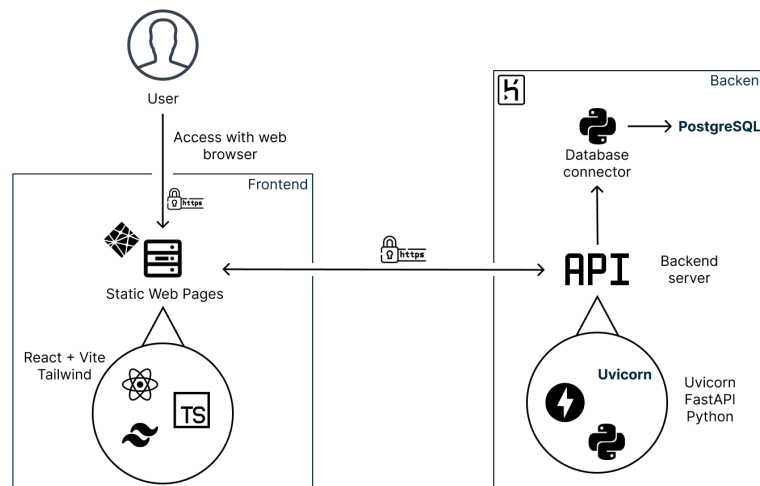 User
Access with web
browser
Frontend
https
Static Web Pages
React + Vite
Tailwind
TS
https
Backen
PostgreSQL
Database
connector
API
Backend
server
Uvicorn
Uvicorn
FastAPI
Python